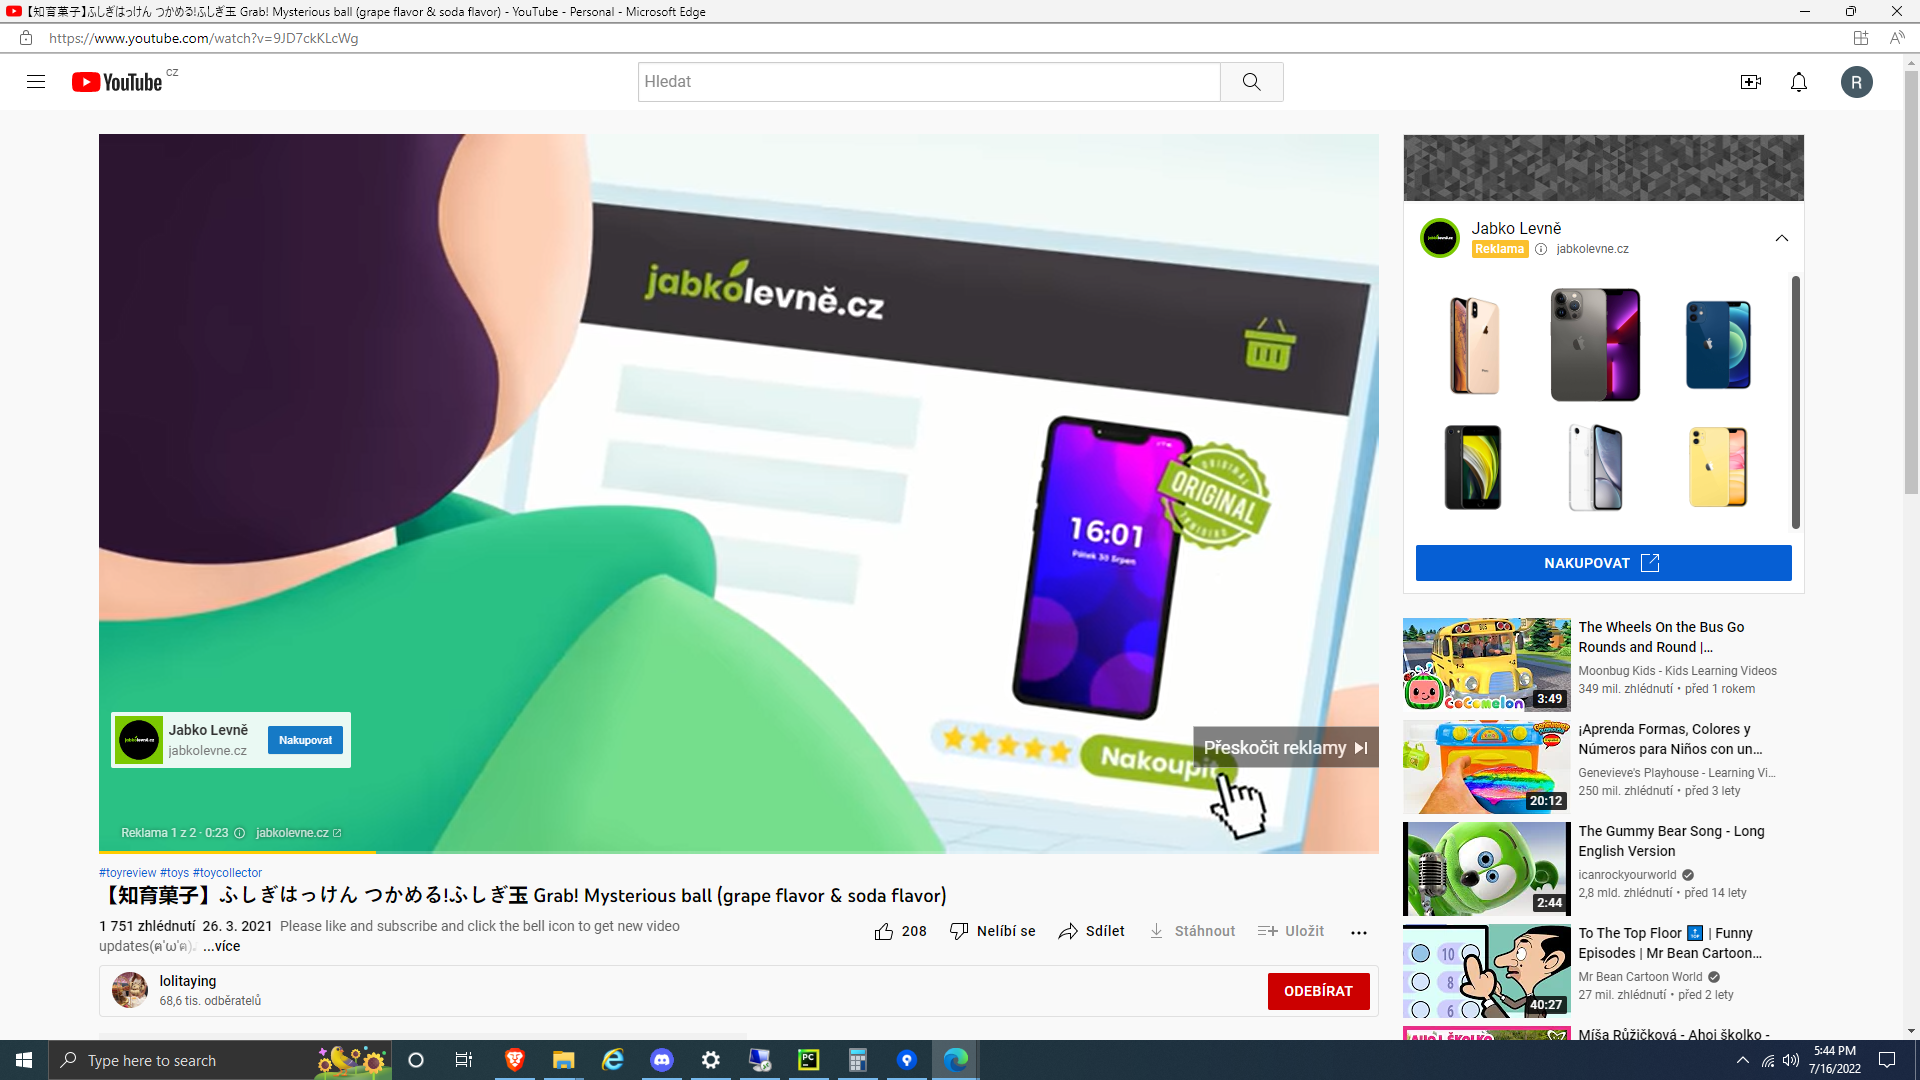 【知育菓子】ふしぎはっけん つかめる!ふしぎ玉 Grab! Mysterious ball (grape flavor & soda flavor) - YouTube - Personal - Microsoft Edge
https://www.youtube.com/watch?v=9JD7ckKLcWg
YouTube CZ
Hledat
R
jabkolevně.cz
ORIGINAL
16:01
Pátek 30 Srpen
Nakoupit
Přeskočit reklamy
Jabko Levně
jabkolevne.cz
Nakupovat
Reklama 1 z 2 · 0:23
jabkolevne.cz
#toyreview #toys #toycollector
【知育菓子】ふしぎはっけん つかめる!ふしぎ玉 Grab! Mysterious ball (grape flavor & soda flavor)
1 751 zhlédnutí 26. 3. 2021 Please like and subscribe and click the bell icon to get new video
updates(ฅ'ω'ฅ) ...více
208
Nelíbí se
Sdílet
Stáhnout
Uložit
lolitaying
68,6 tis. odběratelů
ODEBÍRAT
Jabko Levně
Reklama jabkolevne.cz
NAKUPOVAT
The Wheels On the Bus Go
Rounds and Round |...
Moonbug Kids - Kids Learning Videos
349 mil. zhlédnutí • před 1 rokem
BUS
CoComelon
3:49
¡Aprenda Formas, Colores y
Números para Niños con un...
Genevieve's Playhouse - Learning Vi...
250 mil. zhlédnutí • před 3 lety
20:12
The Gummy Bear Song - Long
English Version
icanrockyourworld
2,8 mld. zhlédnutí • před 14 lety
2:44
To The Top Floor 🔝 | Funny
Episodes | Mr Bean Cartoon...
Mr Bean Cartoon World
27 mil. zhlédnutí • před 2 lety
10
8
6
40:27
Míša Růžičková - Ahoj školko -
AHOJ ŠKOLKO
Type here to search
PC
5:44 PM
7/16/2022